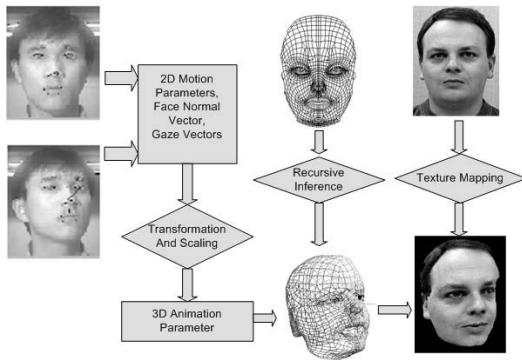 2D Motion
Parameters,
Face Normal
Vector,
Gaze Vectors
Recursive
Inference
Texture Mapping
Transformation
And Scaling
3D Animation
Parameter